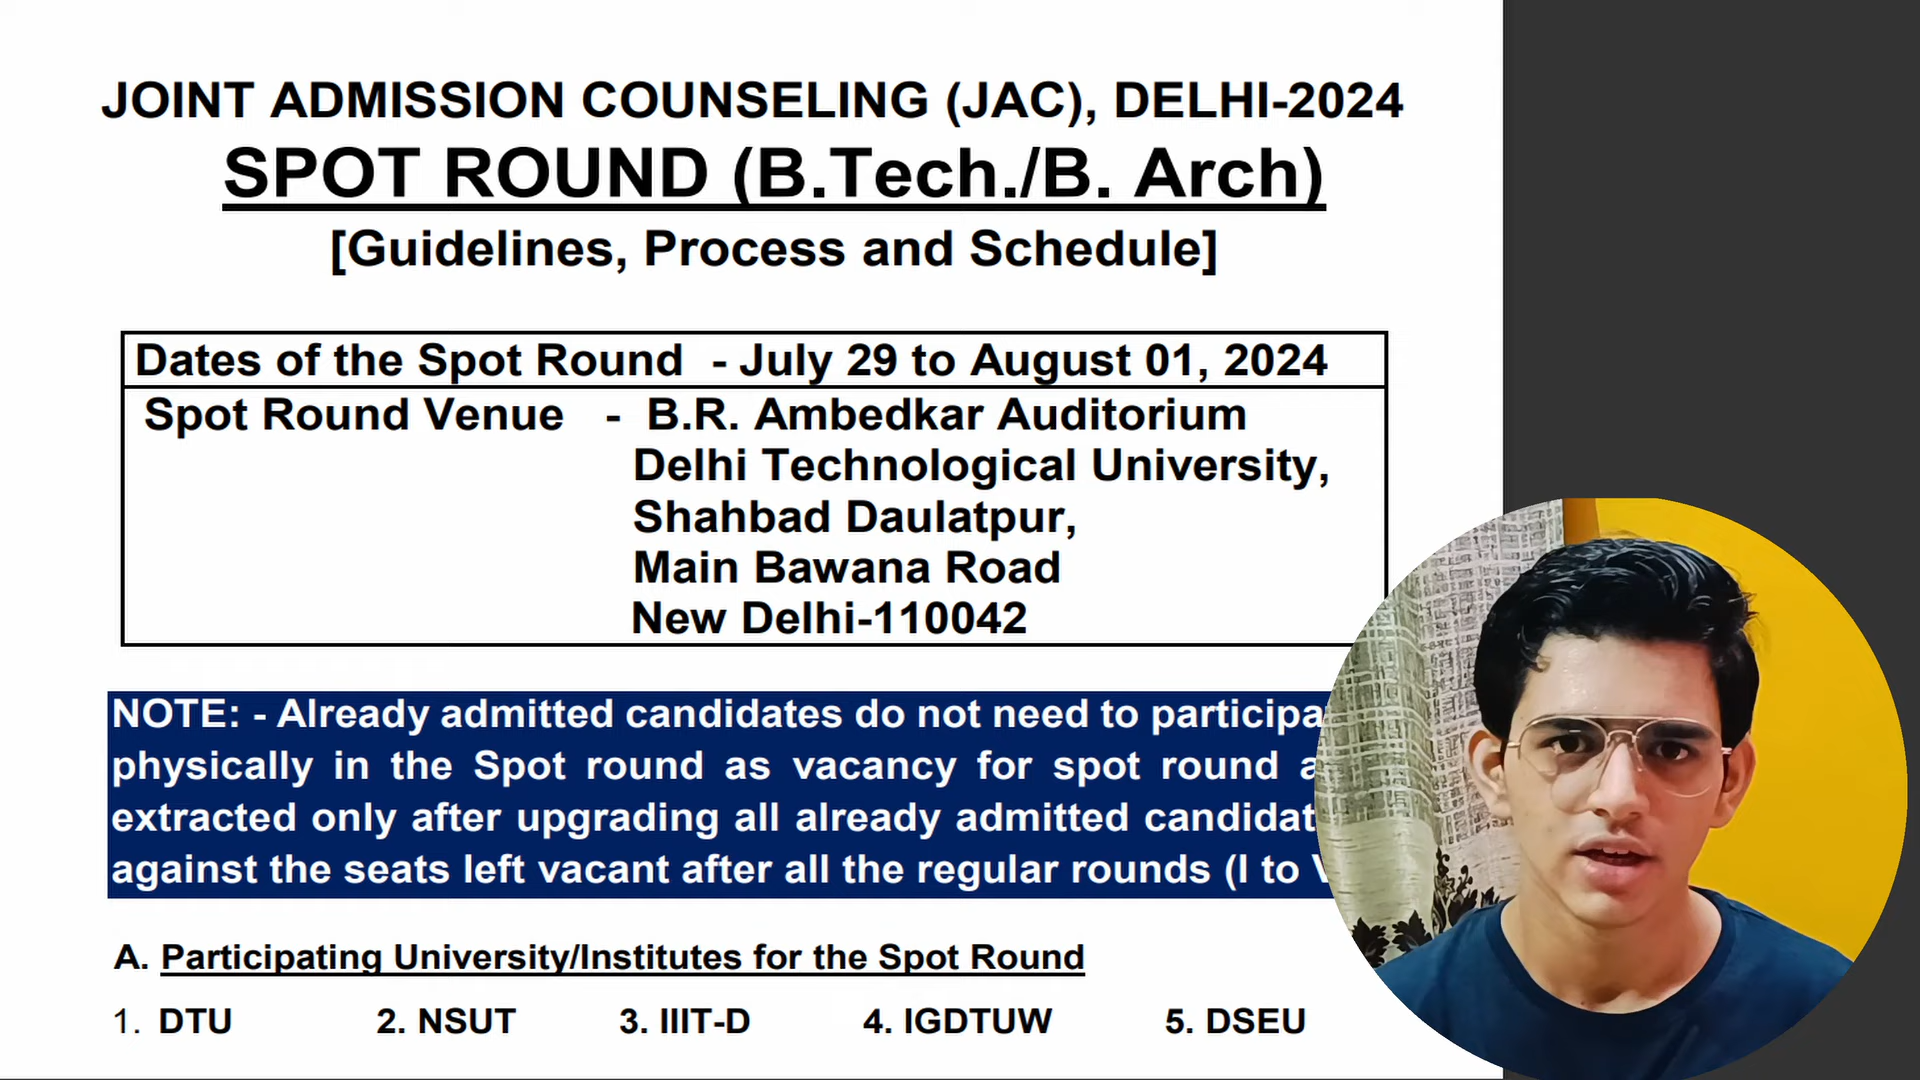 JOINT ADMISSION COUNSELING (JAC), DELHI-2024
SPOT ROUND (B.Tech./B. Arch)
[Guidelines, Process and Schedule]
Dates of the Spot Round - July 29 to August 01, 2024
Spot Round Venue - B.R. Ambedkar Auditorium
Delhi Technological University,
Shahbad Daulatpur,
Main Bawana Road
New Delhi-110042
NOTE: - Already admitted candidates do not need to
physically in the Spot round as vacancy for spot round
extracted only after upgrading all already admitted
against the seats left vacant after all the regular rounds (I to
A. Participating University/Institutes for the Spot Round
1. DTU 2. NSUT 3. IIIT-D 4. IGDTUW 5. DSEU